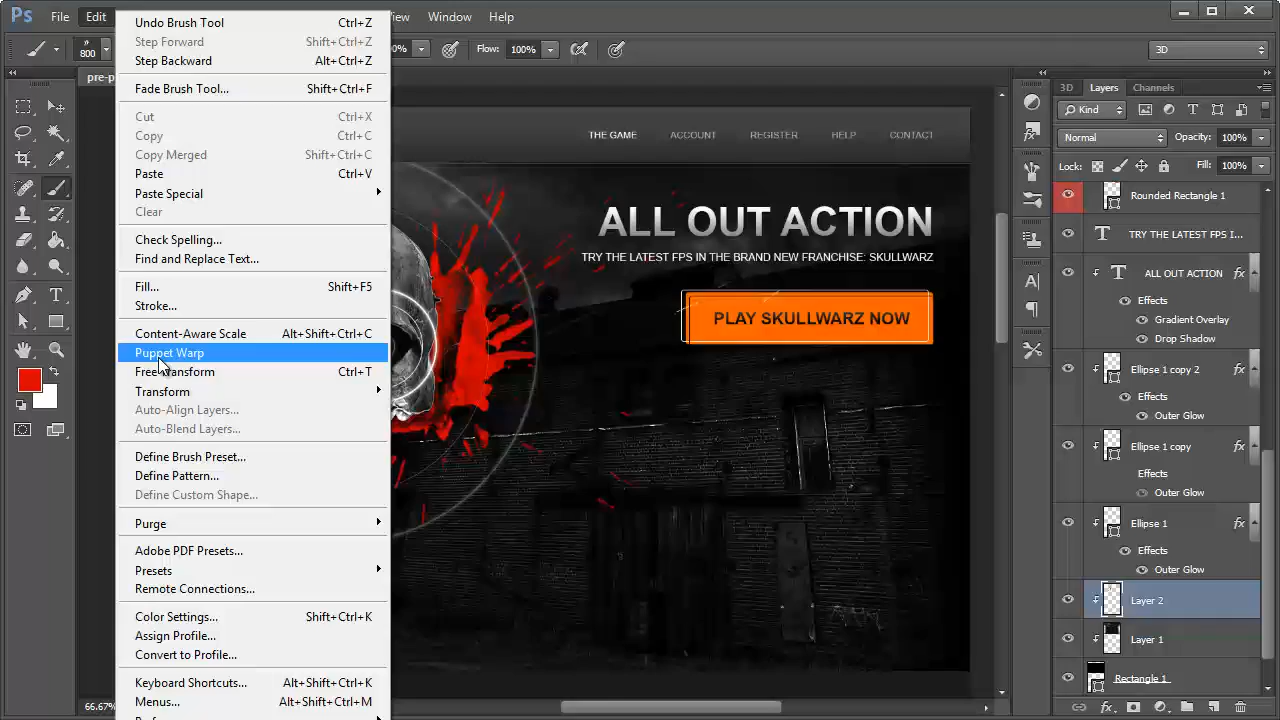 Ps File Edit View Window Help
Undo Brush Tool Ctrl+Z
Step Forward Shift+Ctrl+Z
Step Backward Alt+Ctrl+Z
Fade Brush Tool... Shift+Ctrl+F
Cut Ctrl+X
Copy Ctrl+C
Copy Merged Shift+Ctrl+C
Paste Ctrl+V
Paste Special
Clear
Check Spelling...
Find and Replace Text...
Fill... Shift+F5
Stroke...
Content-Aware Scale Alt+Shift+Ctrl+C
Puppet Warp
Free Transform Ctrl+T
Transform
Auto-Align Layers...
Auto-Blend Layers...
Define Brush Preset...
Define Pattern...
Define Custom Shape...
Purge
Adobe PDF Presets...
Presets
Remote Connections...
Color Settings... Shift+Ctrl+K
Assign Profile...
Convert to Profile...
Keyboard Shortcuts... Alt+Shift+Ctrl+K
Menus... Alt+Shift+Ctrl+M
800
0%
Flow: 100%
3D
pre-p
66.67%
THE GAME ACCOUNT REGISTER HELP CONTACT
ALL OUT ACTION
TRY THE LATEST FPS IN THE BRAND NEW FRANCHISE: SKULLWARZ
PLAY SKULLWARZ NOW
3D Layers Channels
Kind
Normal Opacity: 100%
Lock: Fill: 100%
Rounded Rectangle 1
T TRY THE LATEST FPS I...
T ALL OUT ACTION fx
Effects
Gradient Overlay
Drop Shadow
Ellipse 1 copy 2 fx
Effects
Outer Glow
Ellipse 1 copy fx
Effects
Outer Glow
Ellipse 1 fx
Effects
Outer Glow
Layer 2
Layer 1
Rectangle 1